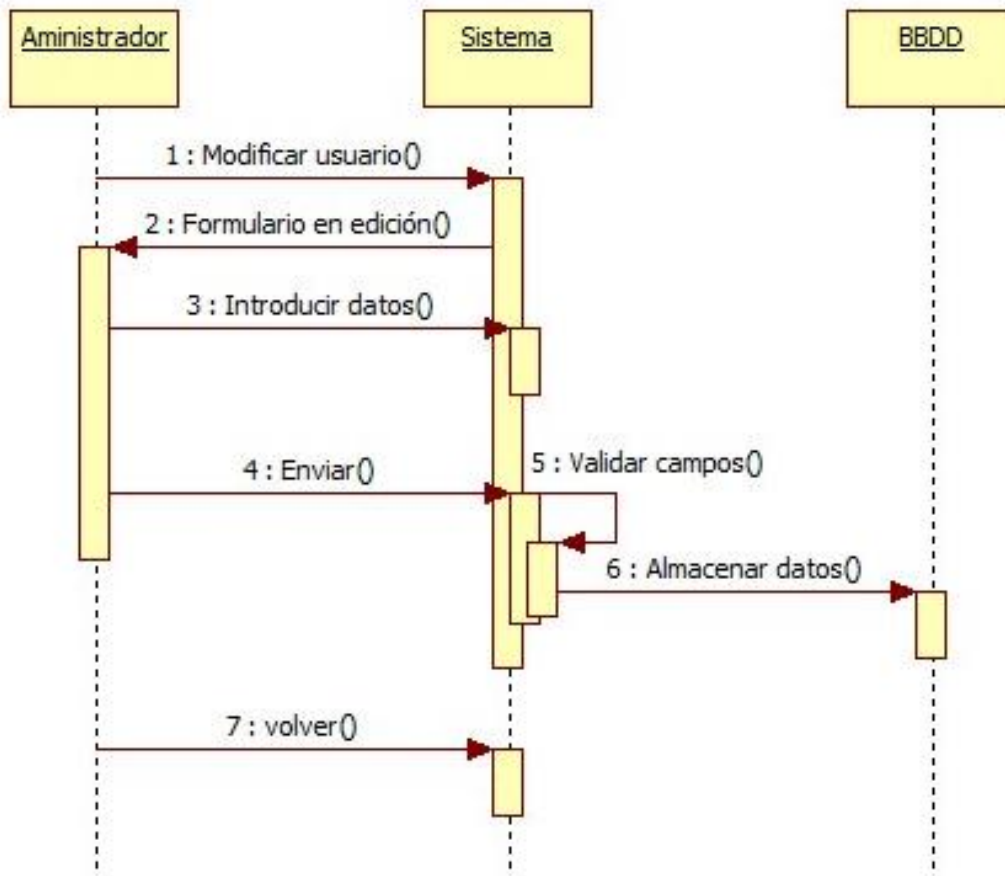 Aministrador
Sistema
BBDD
1 : Modificar usuario()
2 : Formulario en edición()
3 : Introducir datos()
4 : Enviar()
5 : Validar campos()
6 : Almacenar datos()
7 : volver()